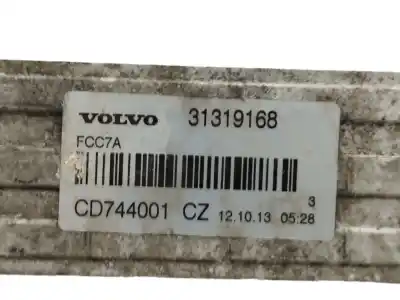 VOLVO 31319168
FCC7A
3
CD744001 CZ 12.10.13 05:28